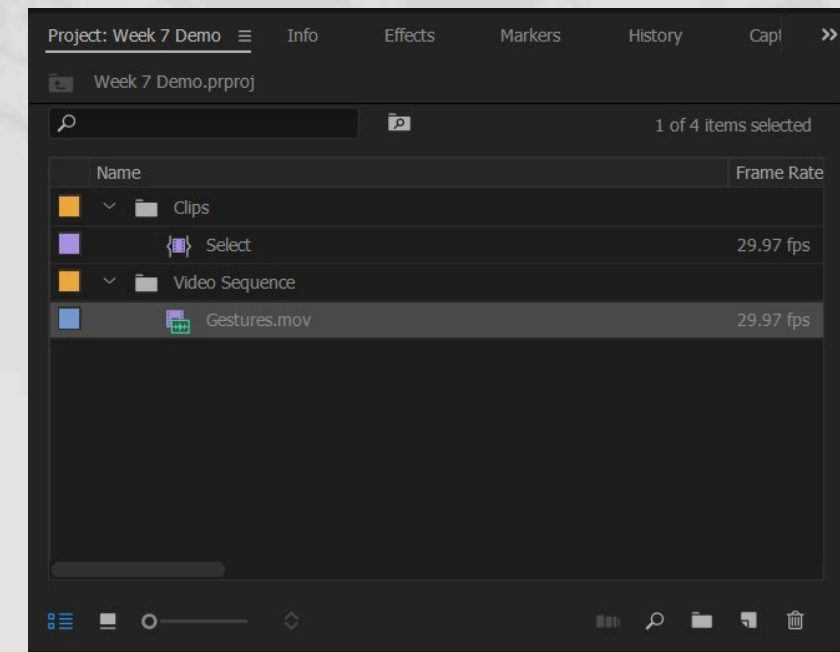 Project: Week 7 Demo Info Effects Markers History Capt
Week 7 Demo.prproj
1 of 4 items selected
Name Frame Rate
Clips
Select 29.97 fps
Video Sequence
Gestures.mov 29.97 fps